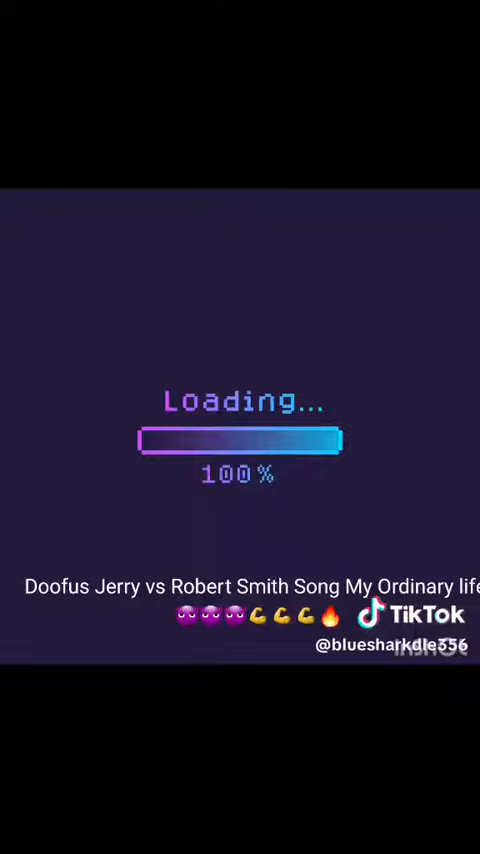 Loading...
100%
Doofus Jerry vs Robert Smith Song My Ordinary life
😈😈😈💪💪💪🔥
TikTok
@bluesharkdle356